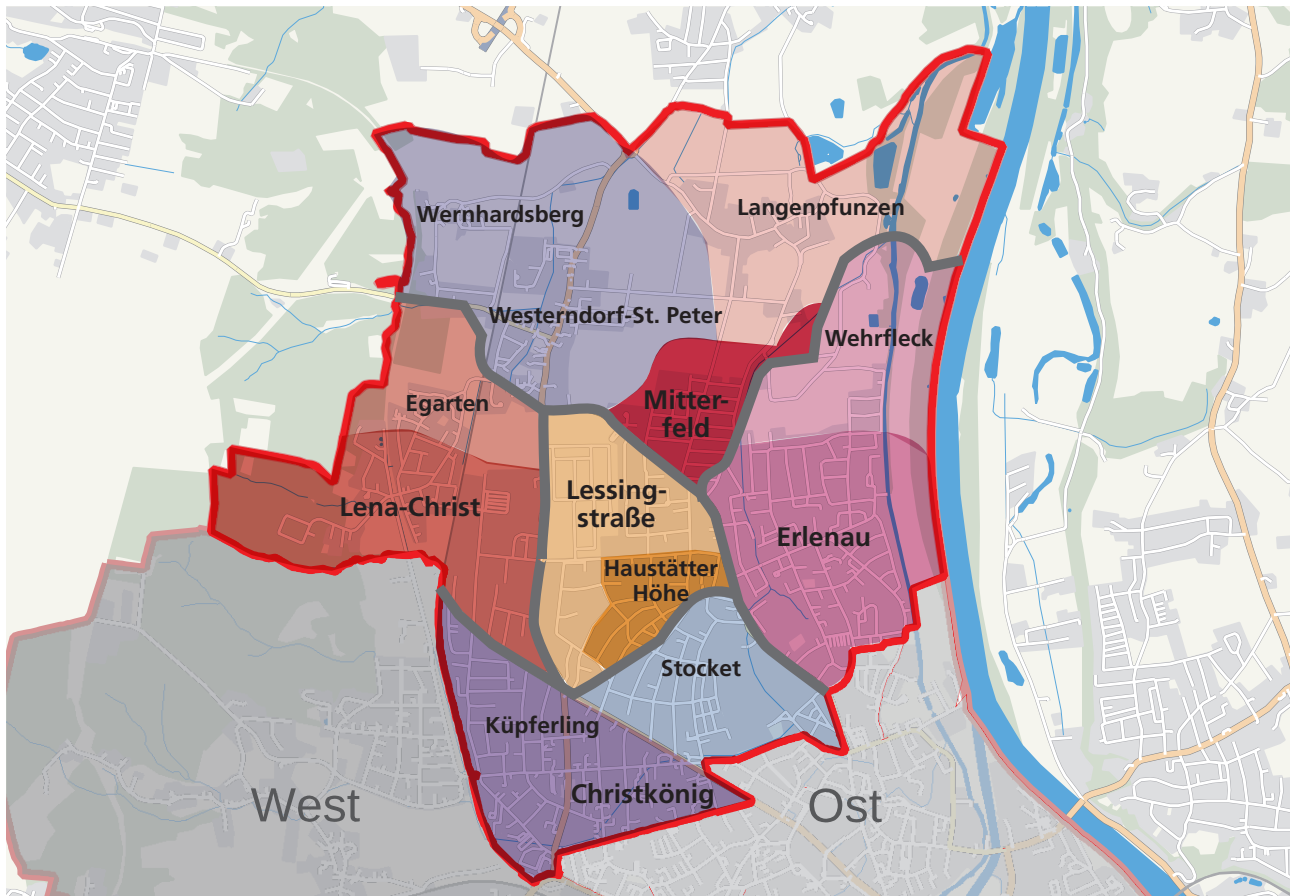 Wernhardsberg
Langenpfunzen
Westerndorf-St. Peter
Wehrfleck
Egarten
Mitter-
feld
Lena-Christ
Lessing-
straße
Erlenau
Haustätter
Höhe
Stocket
Küpferling
Christkönig
West
Ost